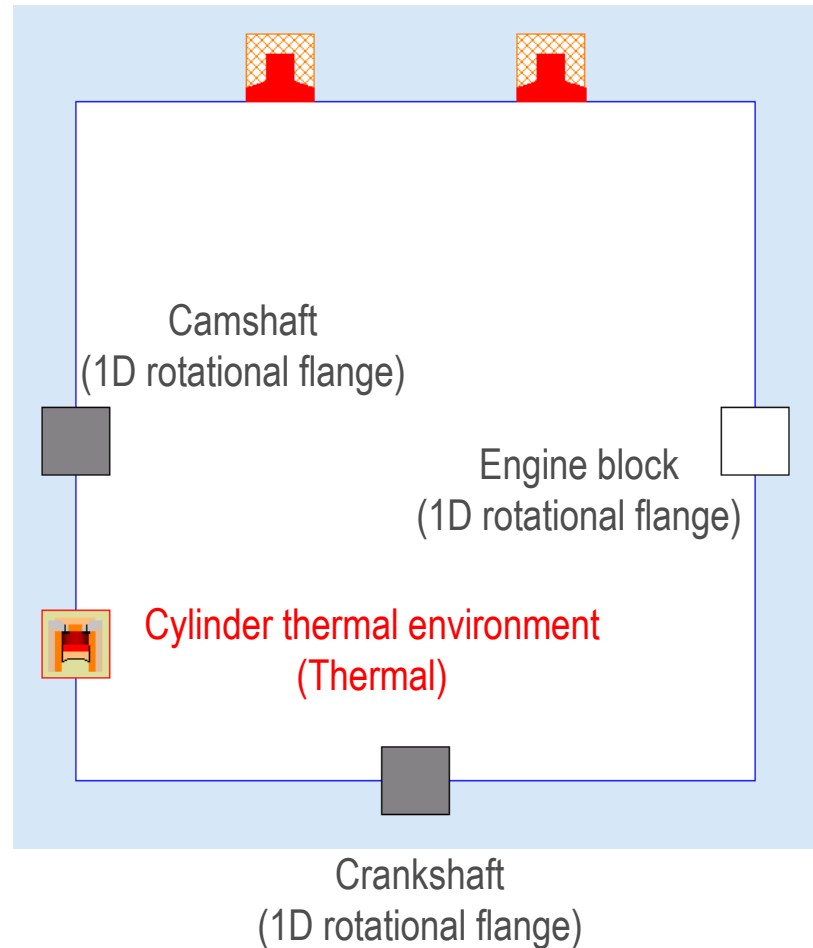 Camshaft
(1D rotational flange)
Engine block
(1D rotational flange)
Cylinder thermal environment
(Thermal)
Crankshaft
(1D rotational flange)